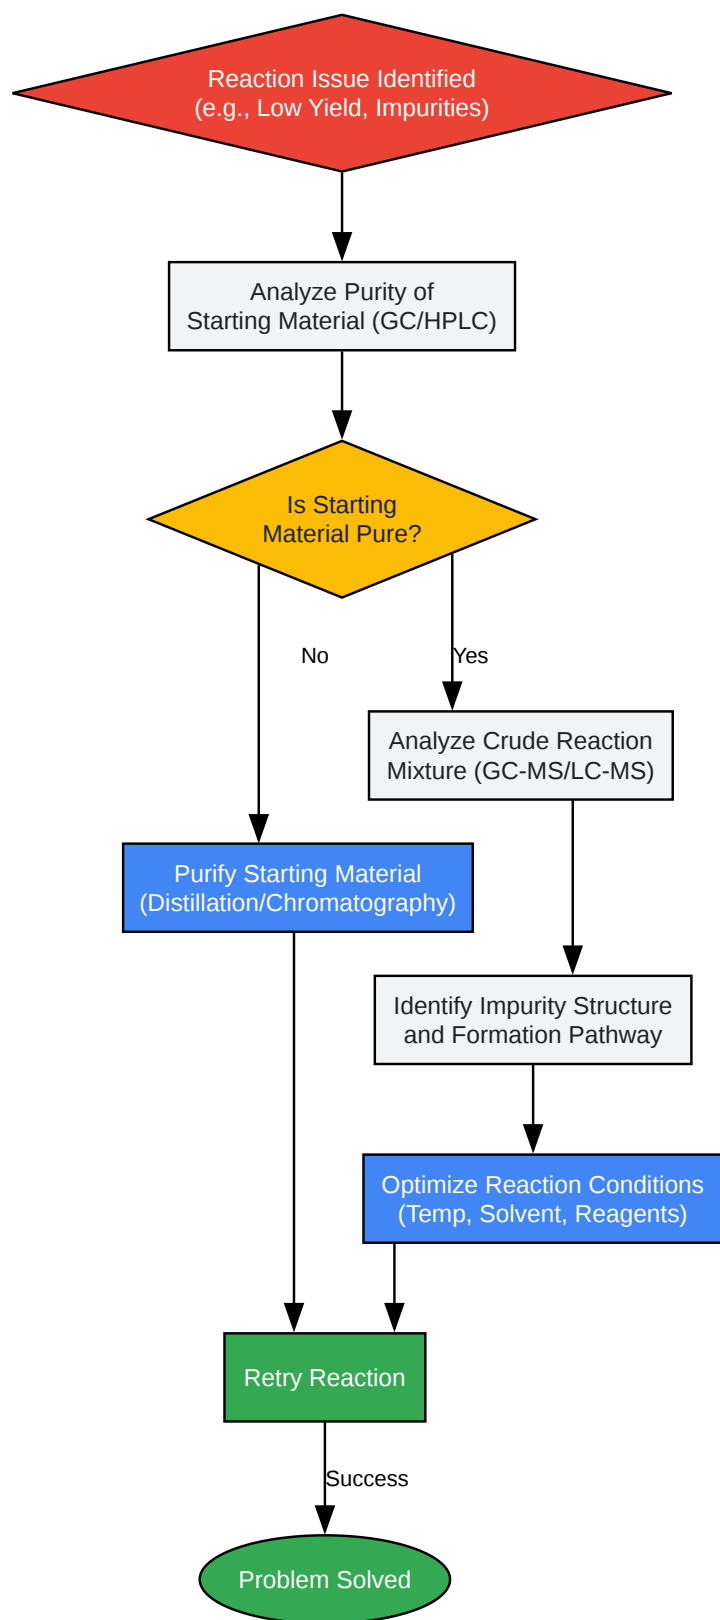 Reaction Issue Identified
(e.g., Low Yield, Impurities)
Analyze Purity of
Starting Material (GC/HPLC)
Is Starting
Material Pure?
No
Yes
Analyze Crude Reaction
Mixture (GC-MS/LC-MS)
Purify Starting Material
(Distillation/Chromatography)
Identify Impurity Structure
and Formation Pathway
Optimize Reaction Conditions
(Temp, Solvent, Reagents)
Retry Reaction
Success
Problem Solved